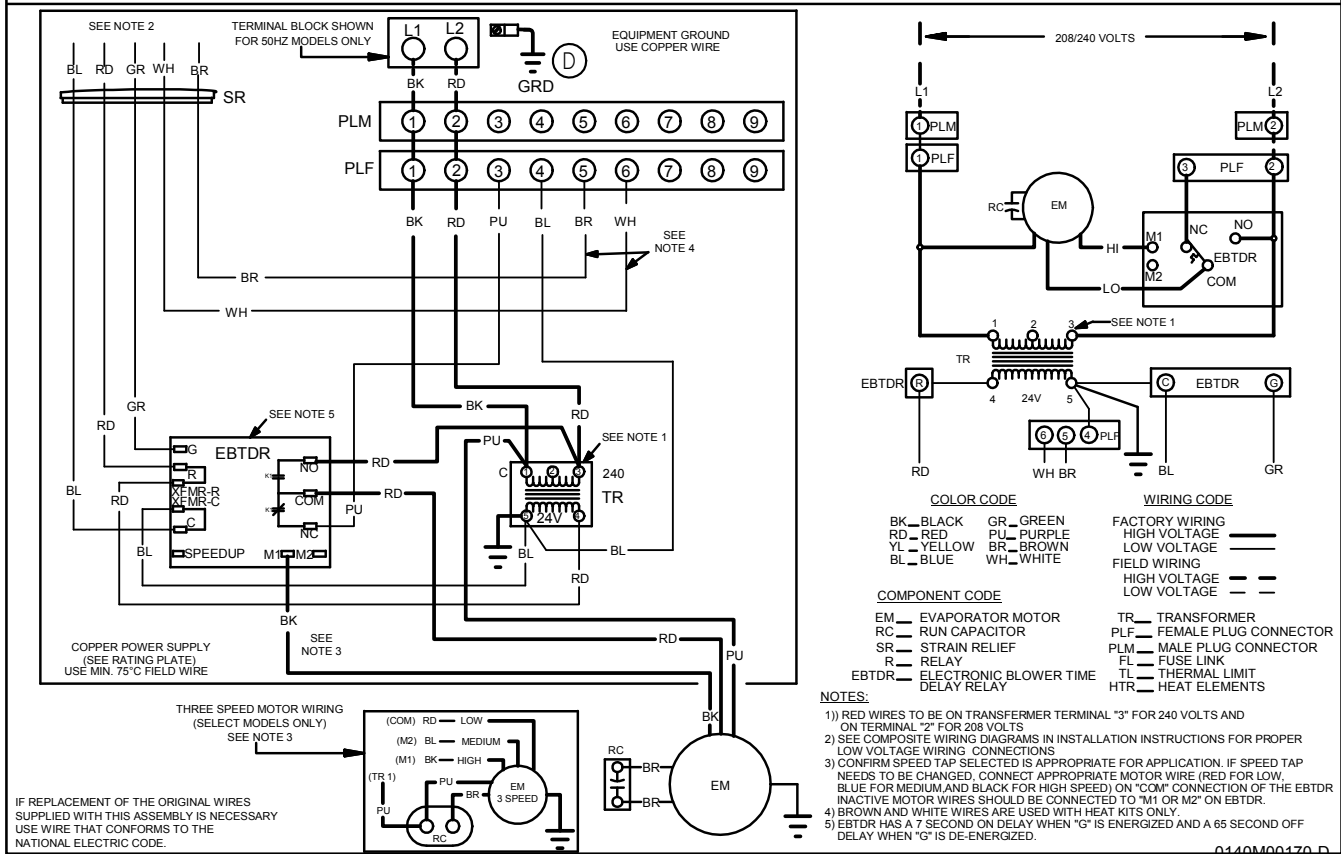 SEE NOTE 2
BL RD GR WH BR
SR
TERMINAL BLOCK SHOWN
FOR 50HZ MODELS ONLY
L1 L2
BK RD
GRD
D
EQUIPMENT GROUND
USE COPPER WIRE
PLM 1 2 3 4 5 6 7 8 9
PLF 1 2 3 4 5 6 7 8 9
BK RD PU BL BR WH
SEE
NOTE 4
BR
WH
GR
RD
BL
RD
BL
SEE NOTE 5
EBTDR
G
R
XFMR-R
XFMR-C
C
SPEEDUP
M1 M2
NO
COM
NC
K1
K1
RD
RD
PU
BK
PU
RD
SEE NOTE 1
C 1 2 3 240
TR
24V
5 4
BL
BL
RD
BK
SEE
NOTE 3
RD
PU
BK
COPPER POWER SUPPLY
(SEE RATING PLATE)
USE MIN. 75°C FIELD WIRE
THREE SPEED MOTOR WIRING
(SELECT MODELS ONLY)
SEE NOTE 3
(COM) RD LOW
(M2) BL MEDIUM
(M1) BK HIGH
(TR 1)
PU
PU
BR
EM
3 SPEED
RC
RC
BR
BR
EM
IF REPLACEMENT OF THE ORIGINAL WIRES
SUPPLIED WITH THIS ASSEMBLY IS NECESSARY
USE WIRE THAT CONFORMS TO THE
NATIONAL ELECTRIC CODE.
208/240 VOLTS
L1 L2
1 PLM
PLM 2
1 PLF
3 PLF 2
RC
EM
HI
LO
M1
M2
NC
NO
EBTDR
COM
1 2 3
SEE NOTE 1
TR
4 24V 5
EBTDR R
C EBTDR G
6 5 4 PLF
RD
WH BR
BL
GR
COLOR CODE
BK BLACK GR GREEN
RD RED PU PURPLE
YL YELLOW BR BROWN
BL BLUE WH WHITE
WIRING CODE
FACTORY WIRING
HIGH VOLTAGE
LOW VOLTAGE
FIELD WIRING
HIGH VOLTAGE
LOW VOLTAGE
COMPONENT CODE
EM EVAPORATOR MOTOR
RC RUN CAPACITOR
SR STRAIN RELIEF
R RELAY
EBTDR ELECTRONIC BLOWER TIME
DELAY RELAY
TR TRANSFORMER
PLF FEMALE PLUG CONNECTOR
PLM MALE PLUG CONNECTOR
FL FUSE LINK
TL THERMAL LIMIT
HTR HEAT ELEMENTS
NOTES:
1)) RED WIRES TO BE ON TRANSFERMER TERMINAL "3" FOR 240 VOLTS AND
ON TERMINAL "2" FOR 208 VOLTS
2) SEE COMPOSITE WIRING DIAGRAMS IN INSTALLATION INSTRUCTIONS FOR PROPER
LOW VOLTAGE WIRING CONNECTIONS
3) CONFIRM SPEED TAP SELECTED IS APPROPRIATE FOR APPLICATION. IF SPEED TAP
NEEDS TO BE CHANGED, CONNECT APPROPRIATE MOTOR WIRE (RED FOR LOW,
BLUE FOR MEDIUM,AND BLACK FOR HIGH SPEED) ON "COM" CONNECTION OF THE EBTDR
INACTIVE MOTOR WIRES SHOULD BE CONNECTED TO "M1 OR M2" ON EBTDR.
4) BROWN AND WHITE WIRES ARE USED WITH HEAT KITS ONLY.
5) EBTDR HAS A 7 SECOND ON DELAY WHEN "G" IS ENERGIZED AND A 65 SECOND OFF
DELAY WHEN "G" IS DE-ENERGIZED.
0140M00170-D